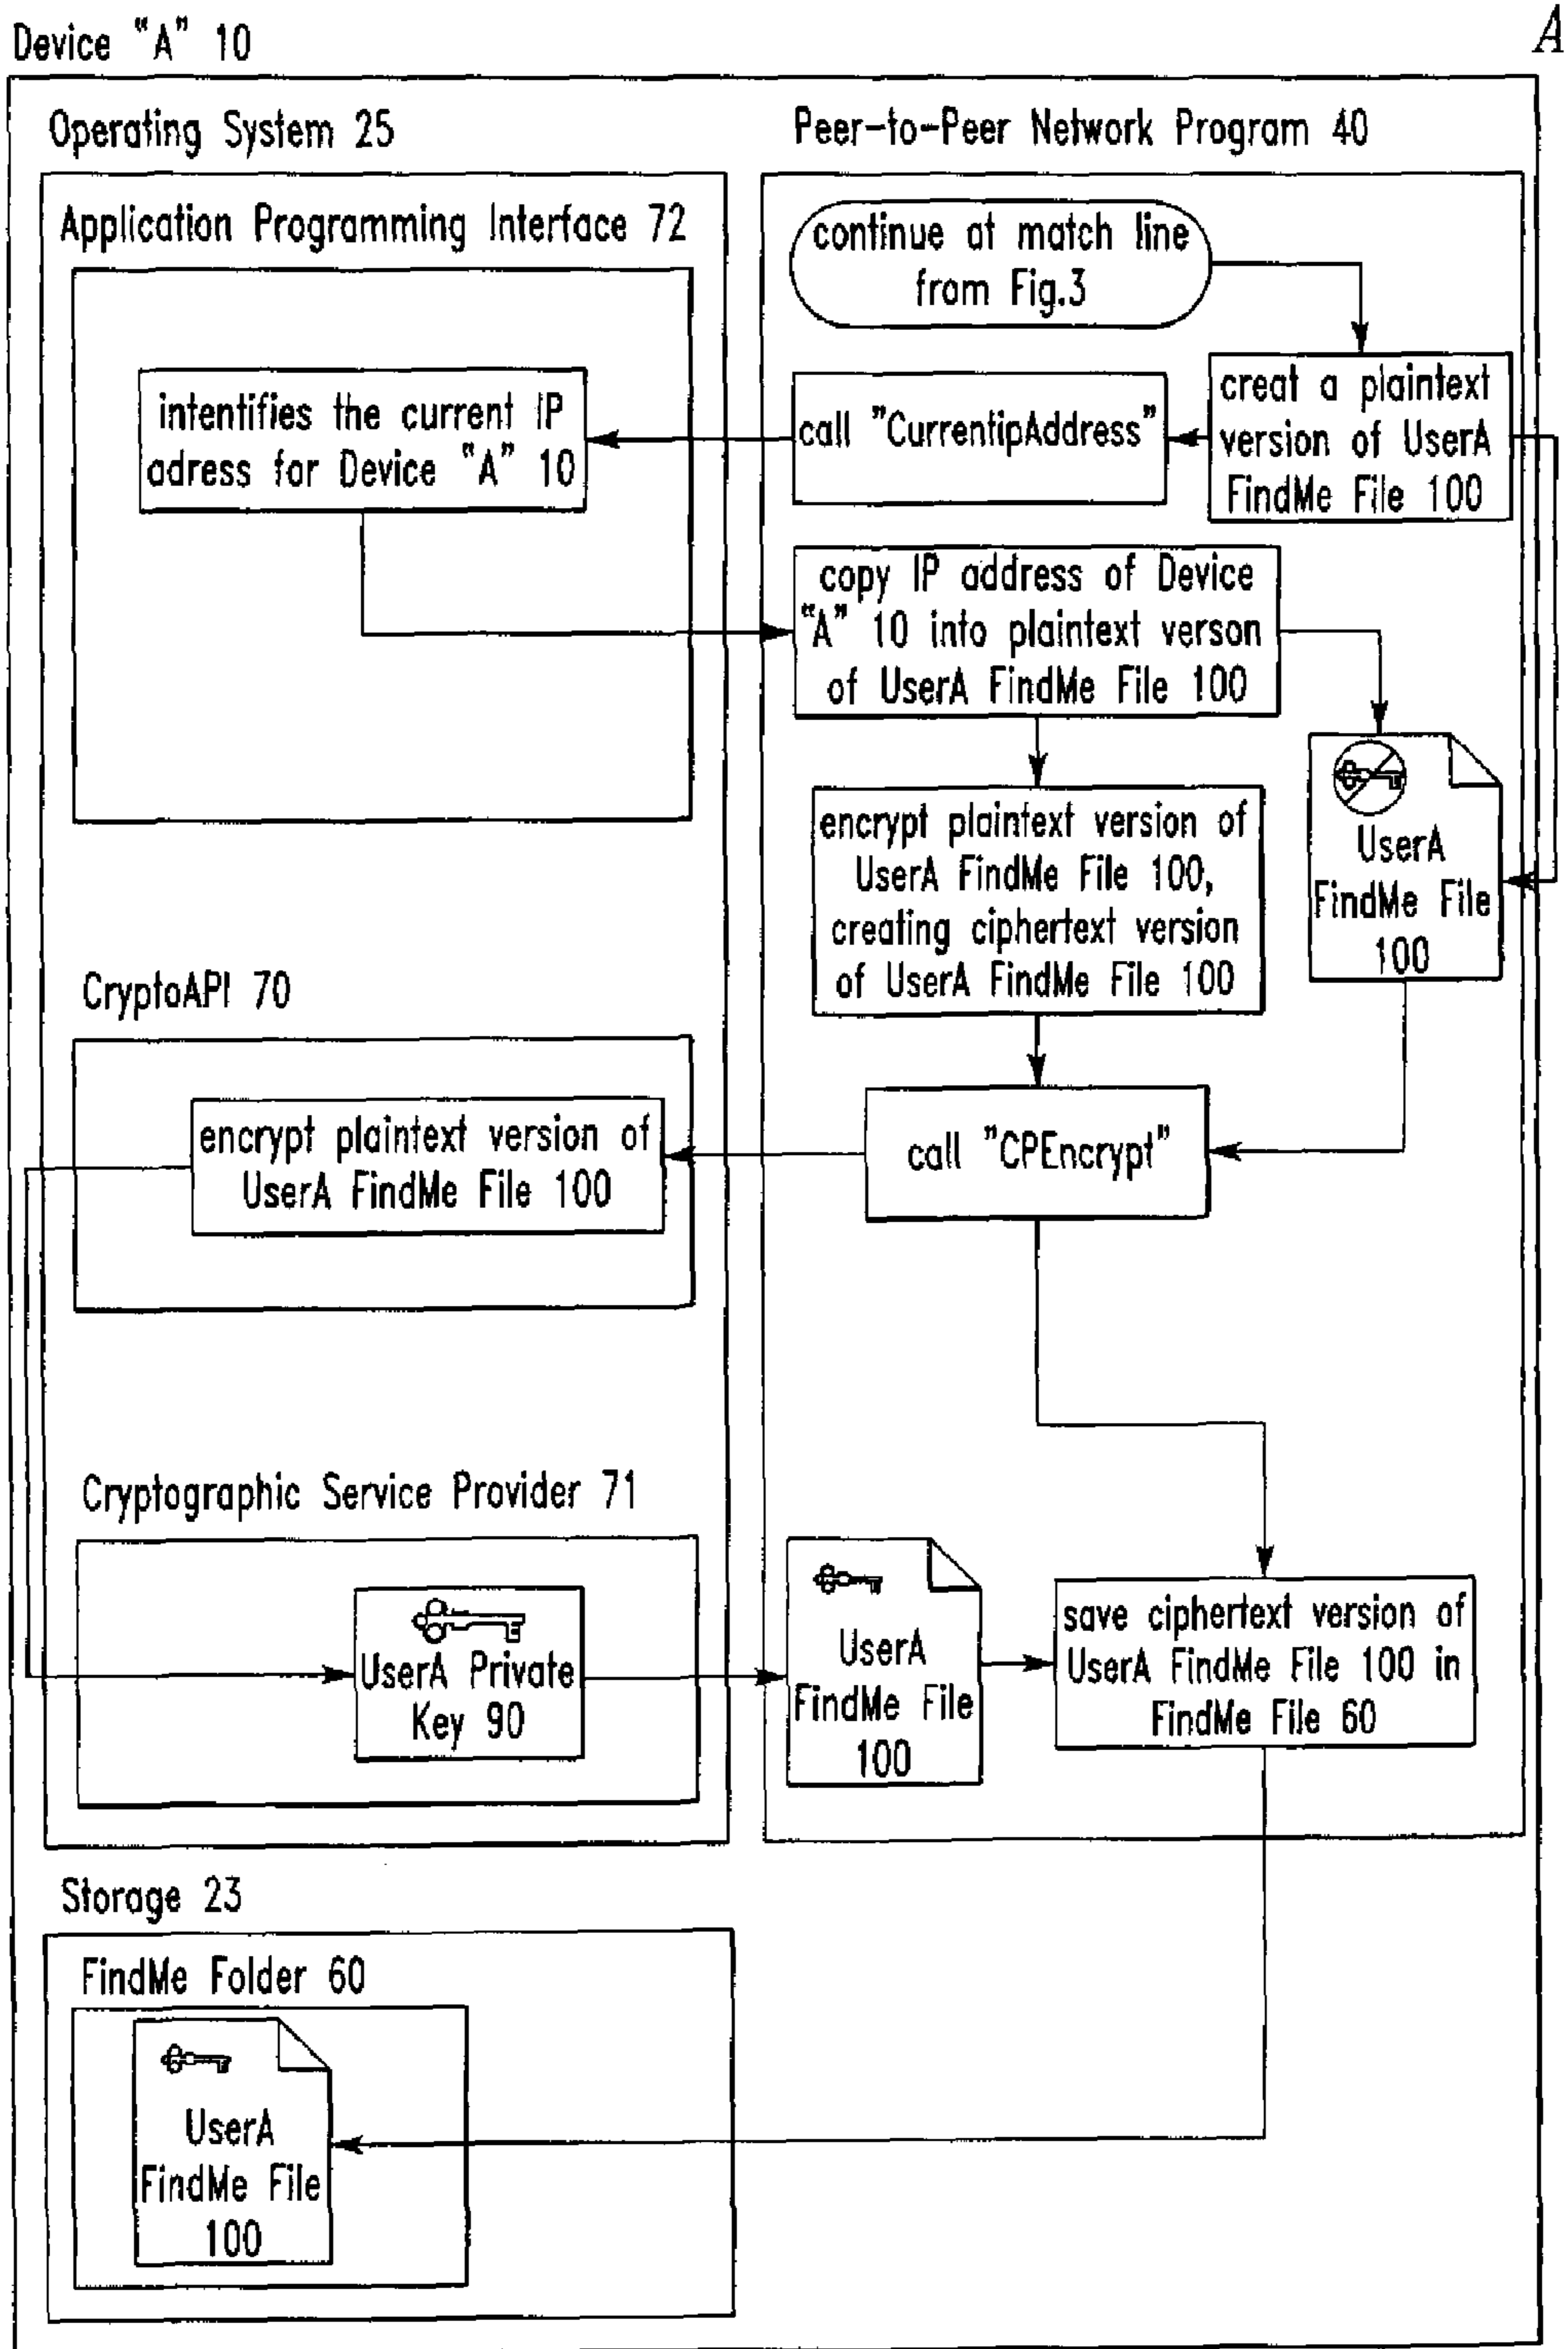 A
Device "A" 10
Operating System 25
Peer-to-Peer Network Program 40
Application Programming Interface 72
continue at match line
from Fig.3
creat a plaintext
version of UserA
FindMe File 100
call "CurrentipAddress"
intentifies the current IP
adress for Device "A" 10
copy IP address of Device
"A" 10 into plaintext verson
of UserA FindMe File 100
UserA
FindMe File
100
encrypt plaintext version of
UserA FindMe File 100,
creating ciphertext version
of UserA FindMe File 100
CryptoAPI 70
encrypt plaintext version of
UserA FindMe File 100
call "CPEncrypt"
Cryptographic Service Provider 71
UserA Private
Key 90
UserA
FindMe File
100
save ciphertext version of
UserA FindMe File 100 in
FindMe File 60
Storage 23
FindMe Folder 60
UserA
FindMe File
100